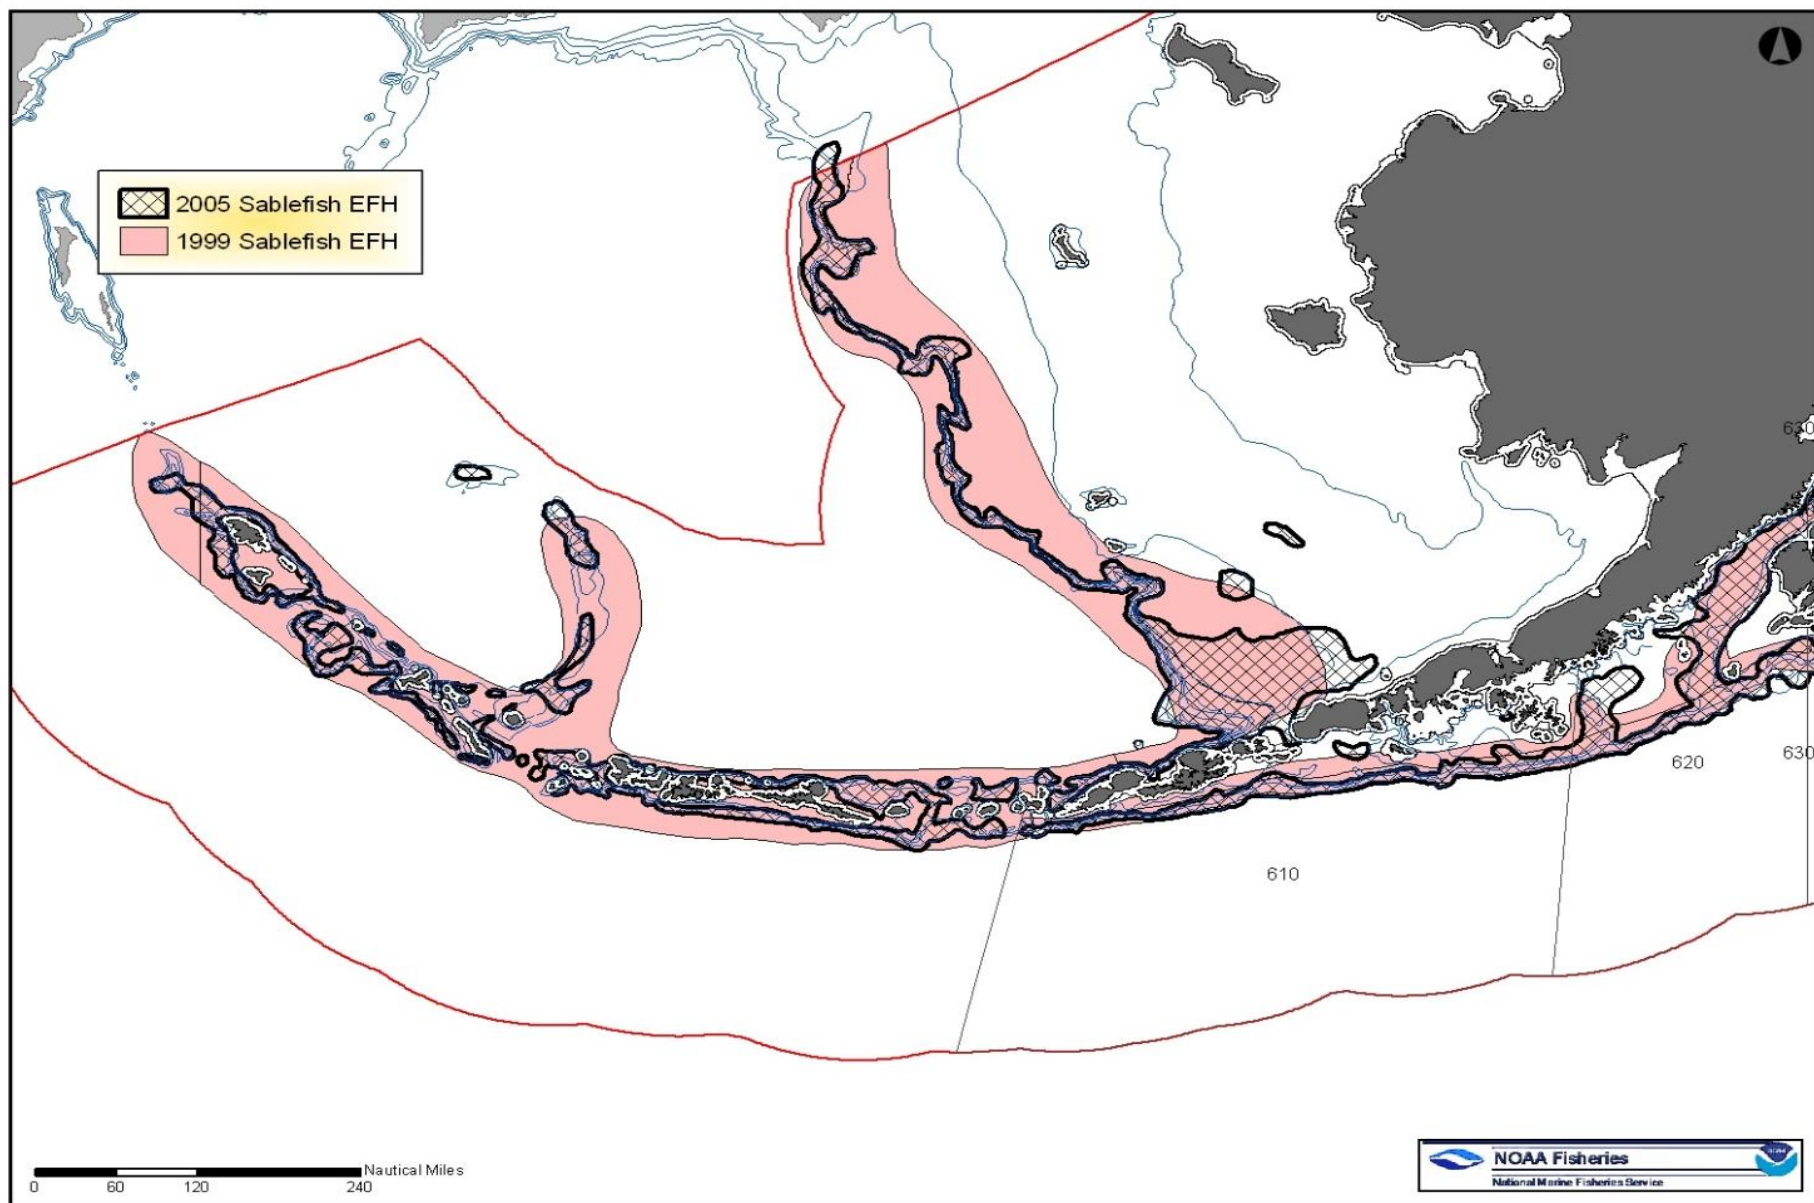 2005 Sablefish EFH
1999 Sablefish EFH
630
620
630
610
Nautical Miles
0 60 120 240
NOAA Fisheries
National Marine Fisheries Service